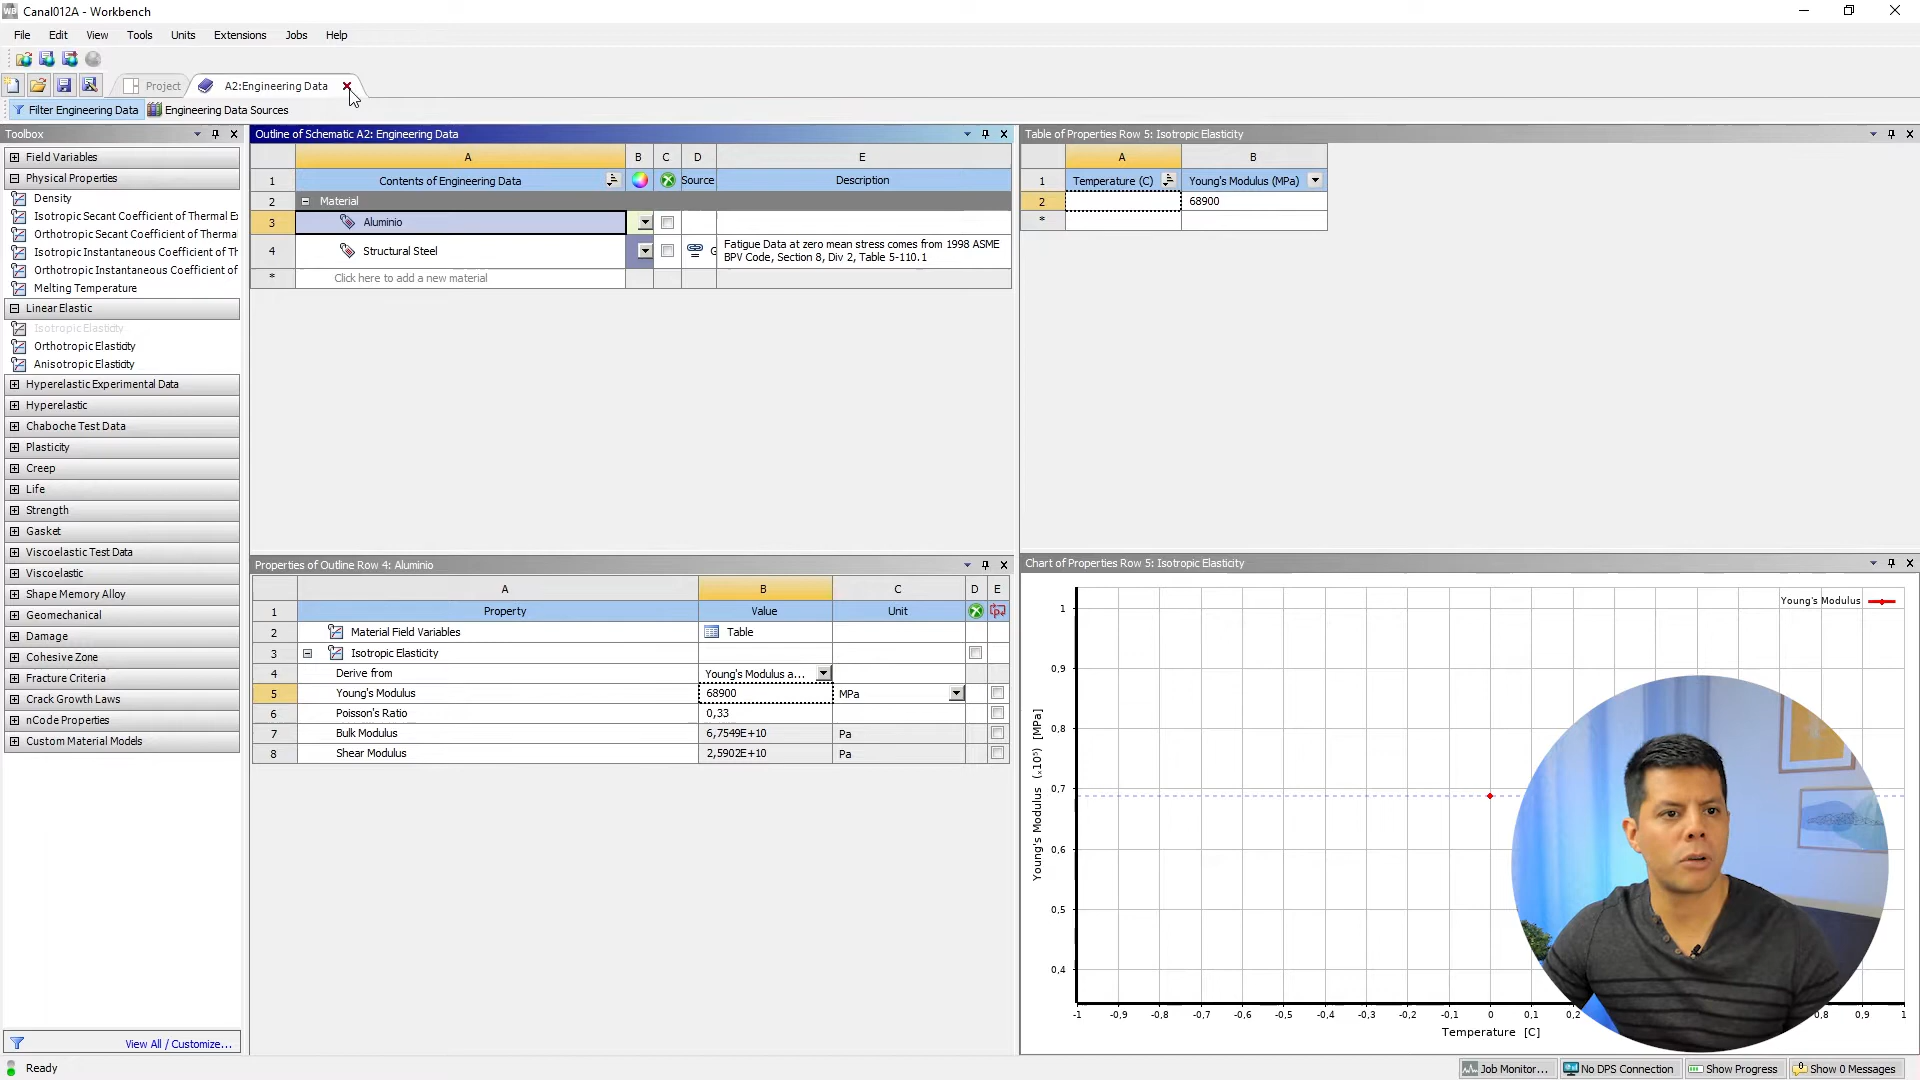 Canal012A - Workbench
File Edit View Tools Units Extensions Jobs Help
Project A2:Engineering Data
Filter Engineering Data Engineering Data Sources
Toolbox
Field Variables
Physical Properties
Density
Isotropic Secant Coefficient of Thermal E
Orthotropic Secant Coefficient of Thermal
Isotropic Instantaneous Coefficient of Th
Orthotropic Instantaneous Coefficient of
Melting Temperature
Linear Elastic
Isotropic Elasticity
Orthotropic Elasticity
Anisotropic Elasticity
Hyperelastic Experimental Data
Hyperelastic
Chaboche Test Data
Plasticity
Creep
Life
Strength
Gasket
Viscoelastic Test Data
Viscoelastic
Shape Memory Alloy
Geomechanical
Damage
Cohesive Zone
Fracture Criteria
Crack Growth Laws
nCode Properties
Custom Material Models
View All / Customize...
Outline of Schematic A2: Engineering Data
A B C D E
1 Contents of Engineering Data Source Description
2 Material
3 Aluminio
4 Structural Steel G Fatigue Data at zero mean stress comes from 1998 ASME
BPV Code, Section 8, Div 2, Table 5-110.1
* Click here to add a new material
Properties of Outline Row 4: Aluminio
A B C D E
1 Property Value Unit
2 Material Field Variables Table
3 Isotropic Elasticity
4 Derive from Young's Modulus a...
5 Young's Modulus 68900 MPa
6 Poisson's Ratio 0,33
7 Bulk Modulus 6,7549E+10 Pa
8 Shear Modulus 2,5902E+10 Pa
Table of Properties Row 5: Isotropic Elasticity
A B
1 Temperature (C) Young's Modulus (MPa)
2 68900
*
Chart of Properties Row 5: Isotropic Elasticity
Young's Modulus
1
0,9
0,8
0,7
0,6
0,5
0,4
Young's Modulus (x10⁵) [MPa]
-1 -0,9 -0,8 -0,7 -0,6 -0,5 -0,4 -0,3 -0,2 -0,1 0 0,1 0,2 0,8 0,9 1
Temperature [C]
Ready
Job Monitor... No DPS Connection Show Progress Show 0 Messages